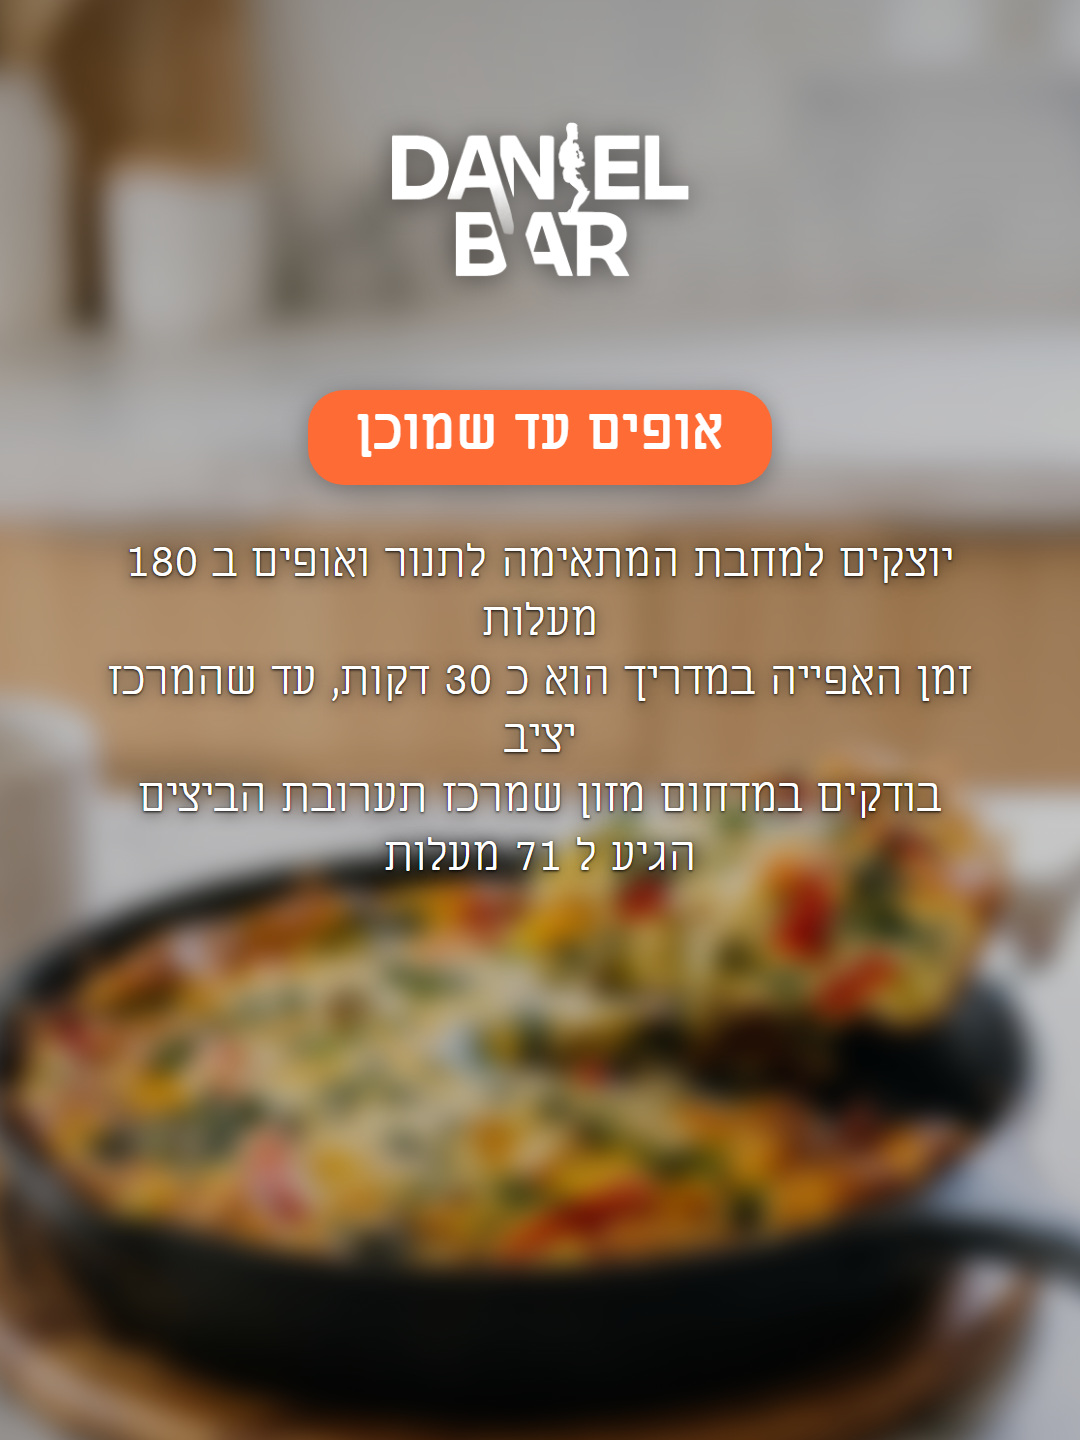 DANIEL
BAR
אופים עד שמוכן
יוצקים למחבת המתאימה לתנור ואופים ב 180
מעלות
זמן האפייה במדריך הוא כ 30 דקות, עד שהמרכז
יציב
בודקים במדחום מזון שמרכז תערובת הביצים
הגיע ל 71 מעלות